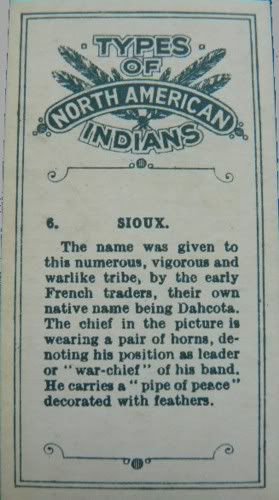 TYPES
OF
NORTH AMERICAN
INDIANS
6. SIOUX.
The name was given to
this numerous, vigorous and
warlike tribe, by the early
French traders, their own
native name being Dahcota.
The chief in the picture is
wearing a pair of horns, de-
noting his position as leader
or "war-chief" of his band.
He carries a "pipe of peace"
decorated with feathers.